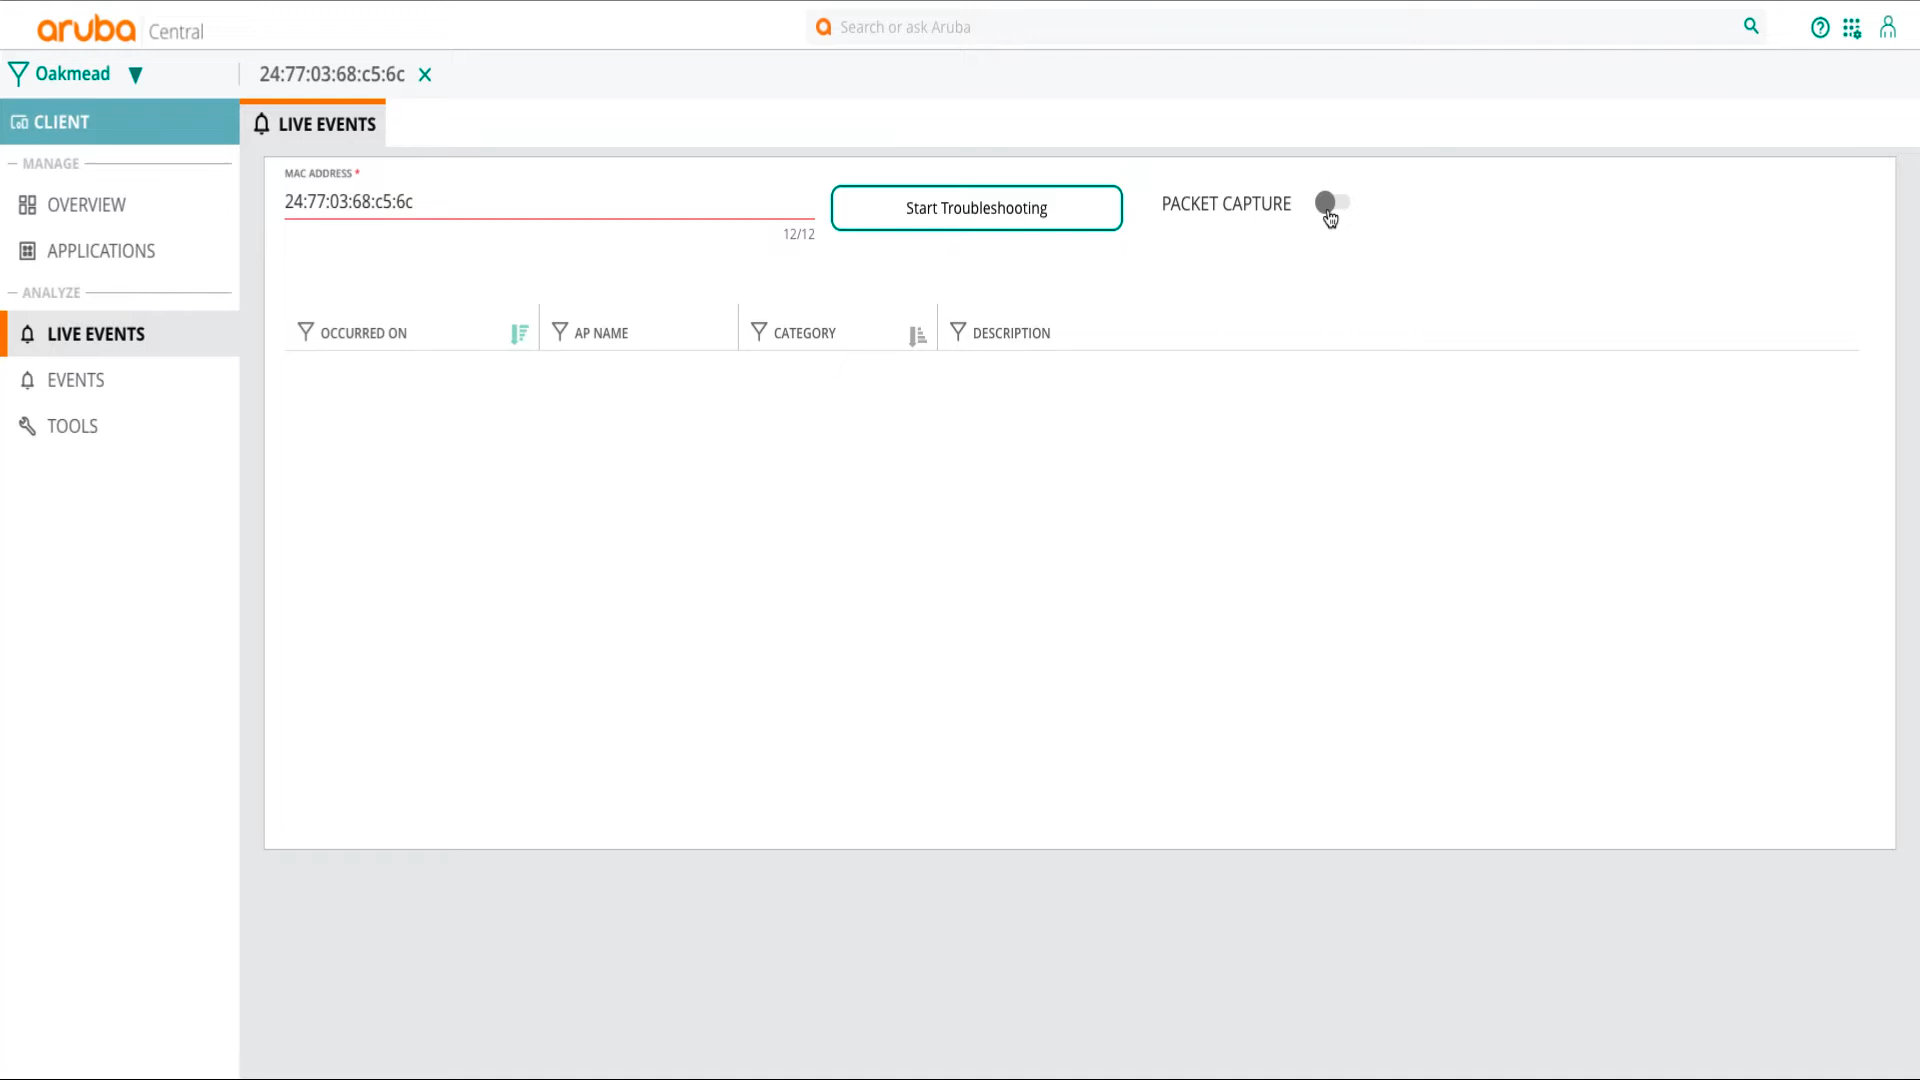 aruba Central
Search or ask Aruba
Oakmead
24:77:03:68:c5:6c
CLIENT
LIVE EVENTS
MANAGE
OVERVIEW
APPLICATIONS
ANALYZE
LIVE EVENTS
EVENTS
TOOLS
MAC ADDRESS *
24:77:03:68:c5:6c
12/12
Start Troubleshooting
PACKET CAPTURE
OCCURRED ON
AP NAME
CATEGORY
DESCRIPTION